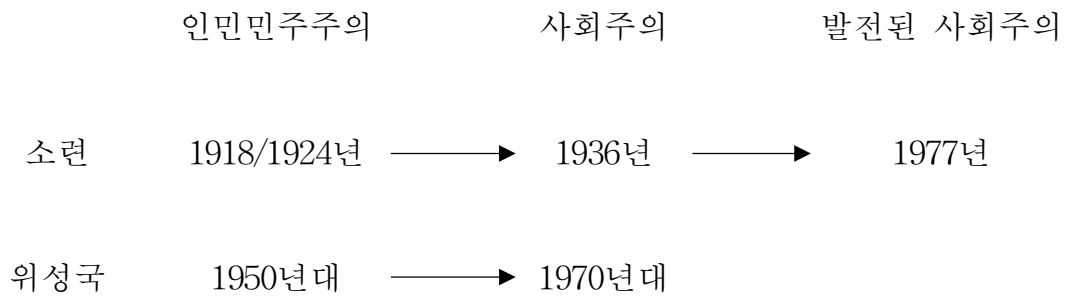 인민민주주의 사회주의 발전된 사회주의
소련 1918/1924년 1936년 1977년
위성국 1950년대 1970년대